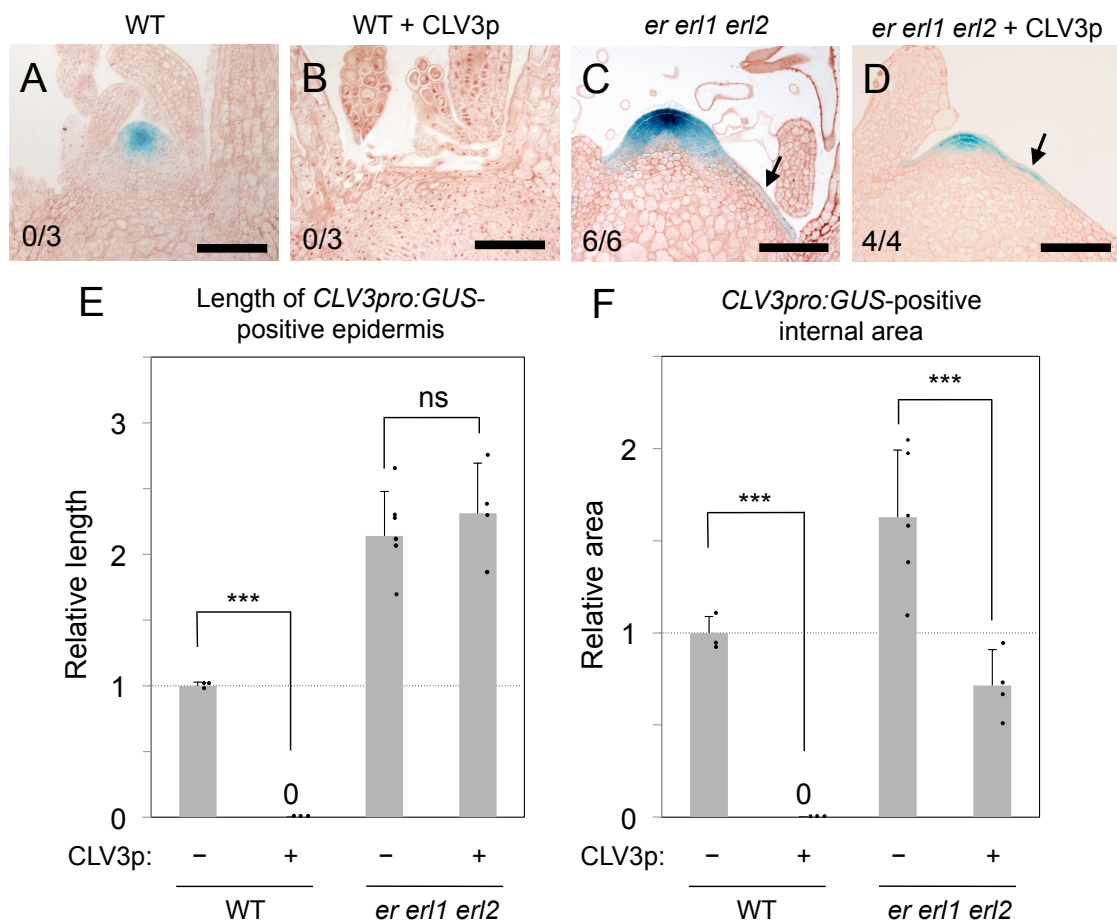 WT
WT + CLV3p
er erl1 erl2
er erl1 erl2 + CLV3p
A
B
C
D
0/3
0/3
6/6
4/4
E
Length of CLV3pro:GUS-
positive epidermis
Relative length
3
2
1
0
***
0
ns
CLV3p:
−
+
−
+
WT
er erl1 erl2
F
CLV3pro:GUS-positive
internal area
Relative area
2
1
0
***
0
***
CLV3p:
−
+
−
+
WT
er erl1 erl2